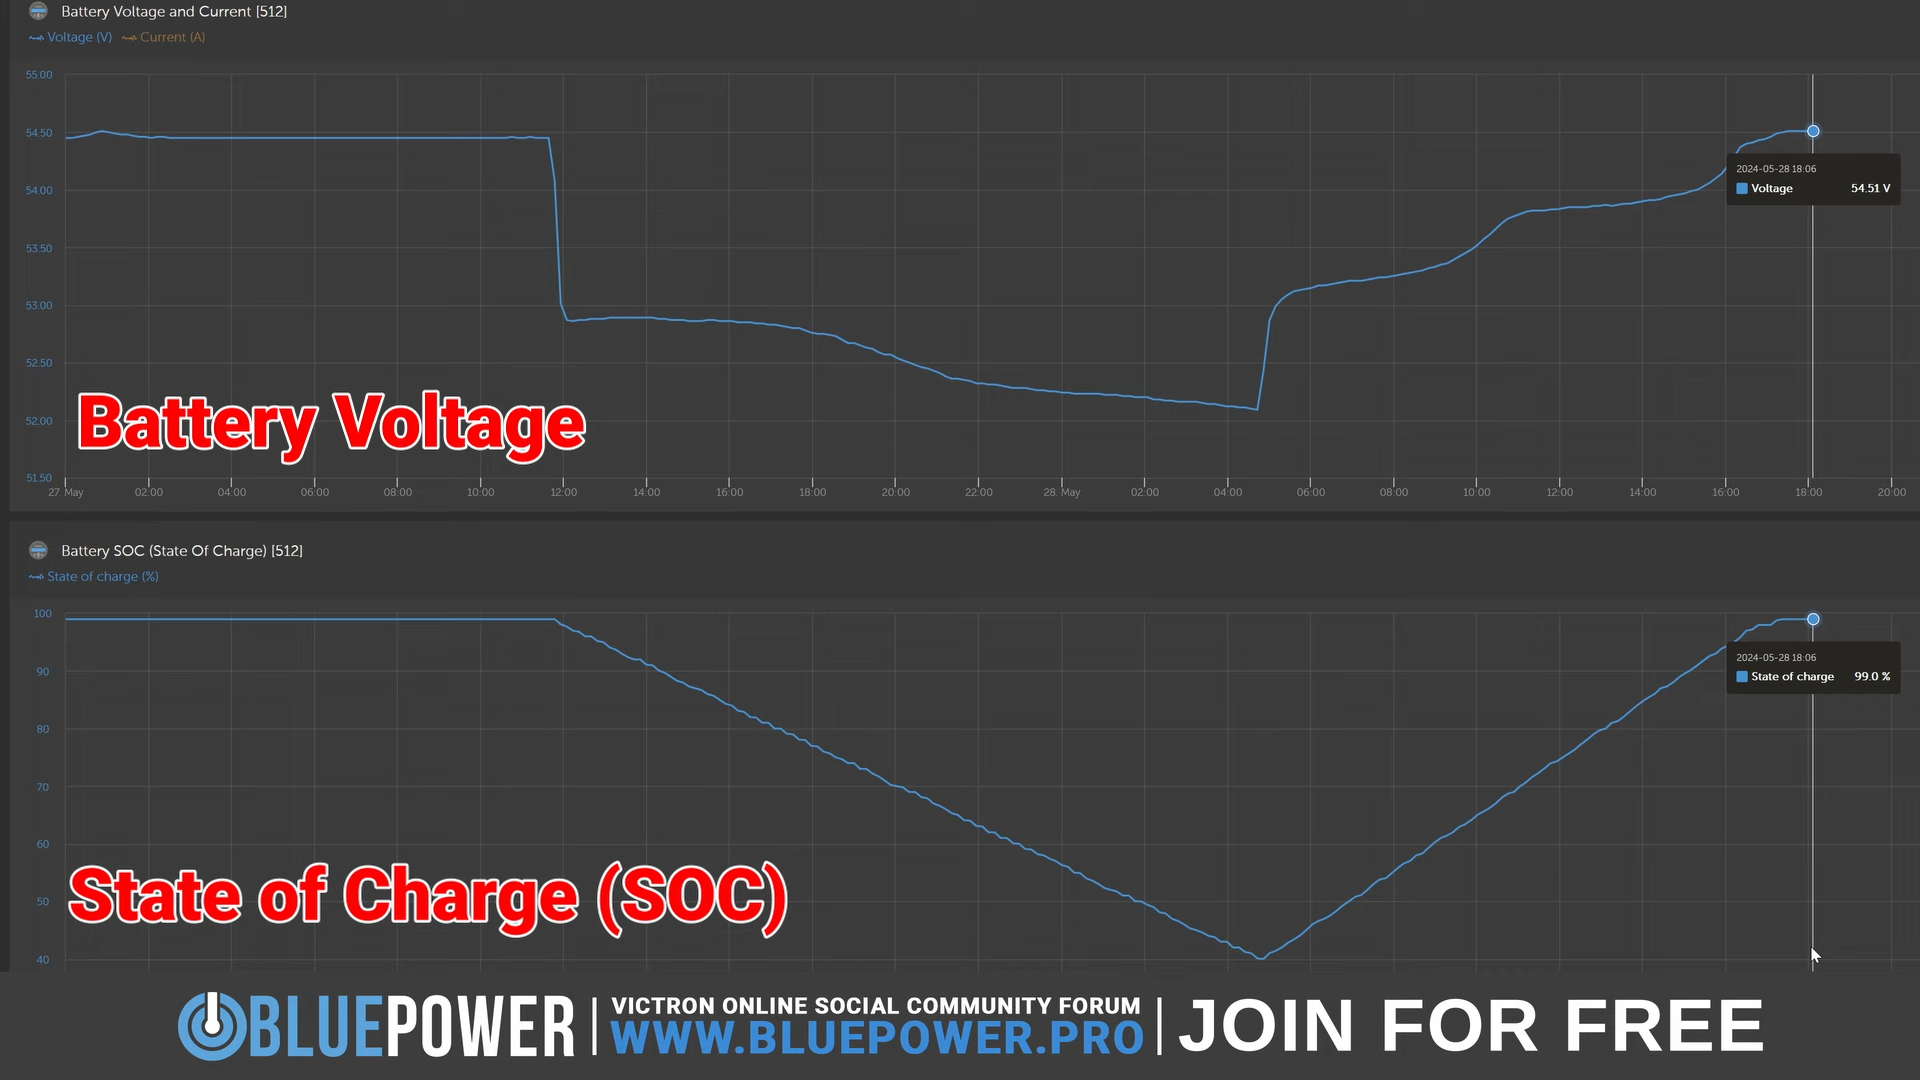 Battery Voltage and Current [512]
Voltage (V) Current (A)
55.00
54.50
54.00
53.50
53.00
52.50
52.00
51.50
2024-05-28 18:06
Voltage 54.51 V
Battery Voltage
27. May 02:00 04:00 06:00 08:00 10:00 12:00 14:00 16:00 18:00 20:00 22:00 28. May 02:00 04:00 06:00 08:00 10:00 12:00 14:00 16:00 18:00 20:00
Battery SOC (State Of Charge) [512]
State of charge (%)
100
90
80
70
60
50
40
2024-05-28 18:06
State of charge 99.0 %
State of Charge (SOC)
BLUEPOWER
VICTRON ONLINE SOCIAL COMMUNITY FORUM
WWW.BLUEPOWER.PRO
JOIN FOR FREE